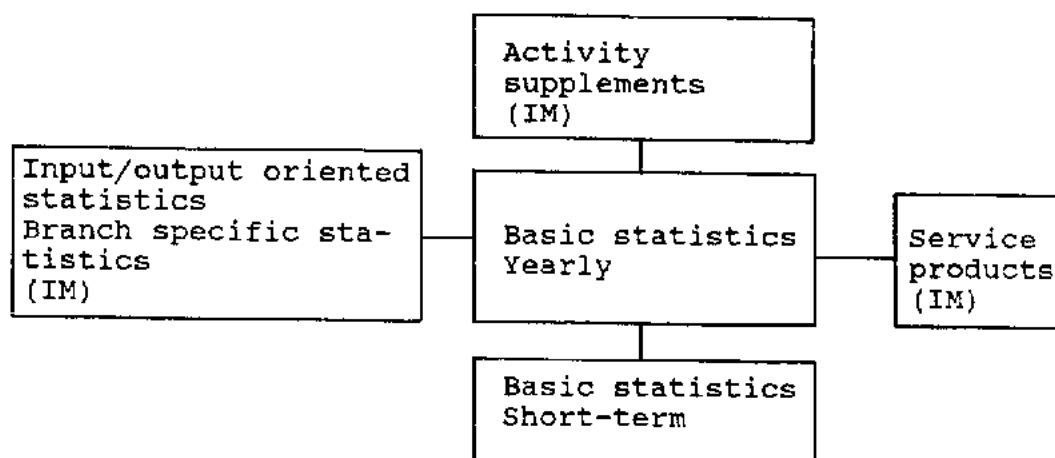 Activity
supplements
(IM)
Input/output oriented
statistics
Branch specific sta-
tistics
(IM)
Basic statistics
Yearly
Service
products
(IM)
Basic statistics
Short-term